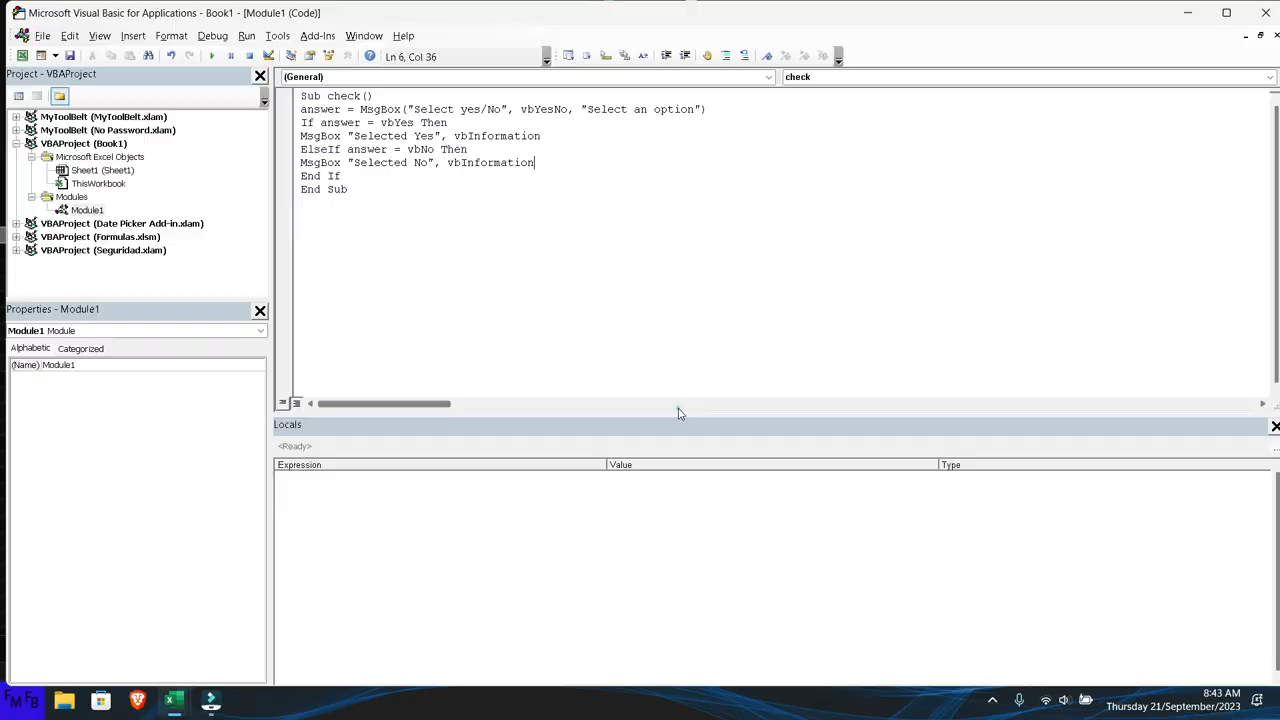 Microsoft Visual Basic for Applications - Book1 - [Module1 (Code)]
File Edit View Insert Format Debug Run Tools Add-Ins Window Help
Ln 6, Col 36
Project - VBAProject
(General)
check
MyToolBelt (MyToolBelt.xlam)
MyToolBelt (No Password.xlam)
VBAProject (Book1)
Microsoft Excel Objects
Sheet1 (Sheet1)
ThisWorkbook
Modules
Module1
VBAProject (Date Picker Add-in.xlam)
VBAProject (Formulas.xlsm)
VBAProject (Seguridad.xlam)
Sub check()
answer = MsgBox("Select yes/No", vbYesNo, "Select an option")
If answer = vbYes Then
MsgBox "Selected Yes", vbInformation
ElseIf answer = vbNo Then
MsgBox "Selected No", vbInformation
End If
End Sub
Properties - Module1
Module1 Module
Alphabetic Categorized
(Name) Module1
Locals
<Ready>
Expression Value Type
FM FB
8:43 AM
Thursday 21/September/2023